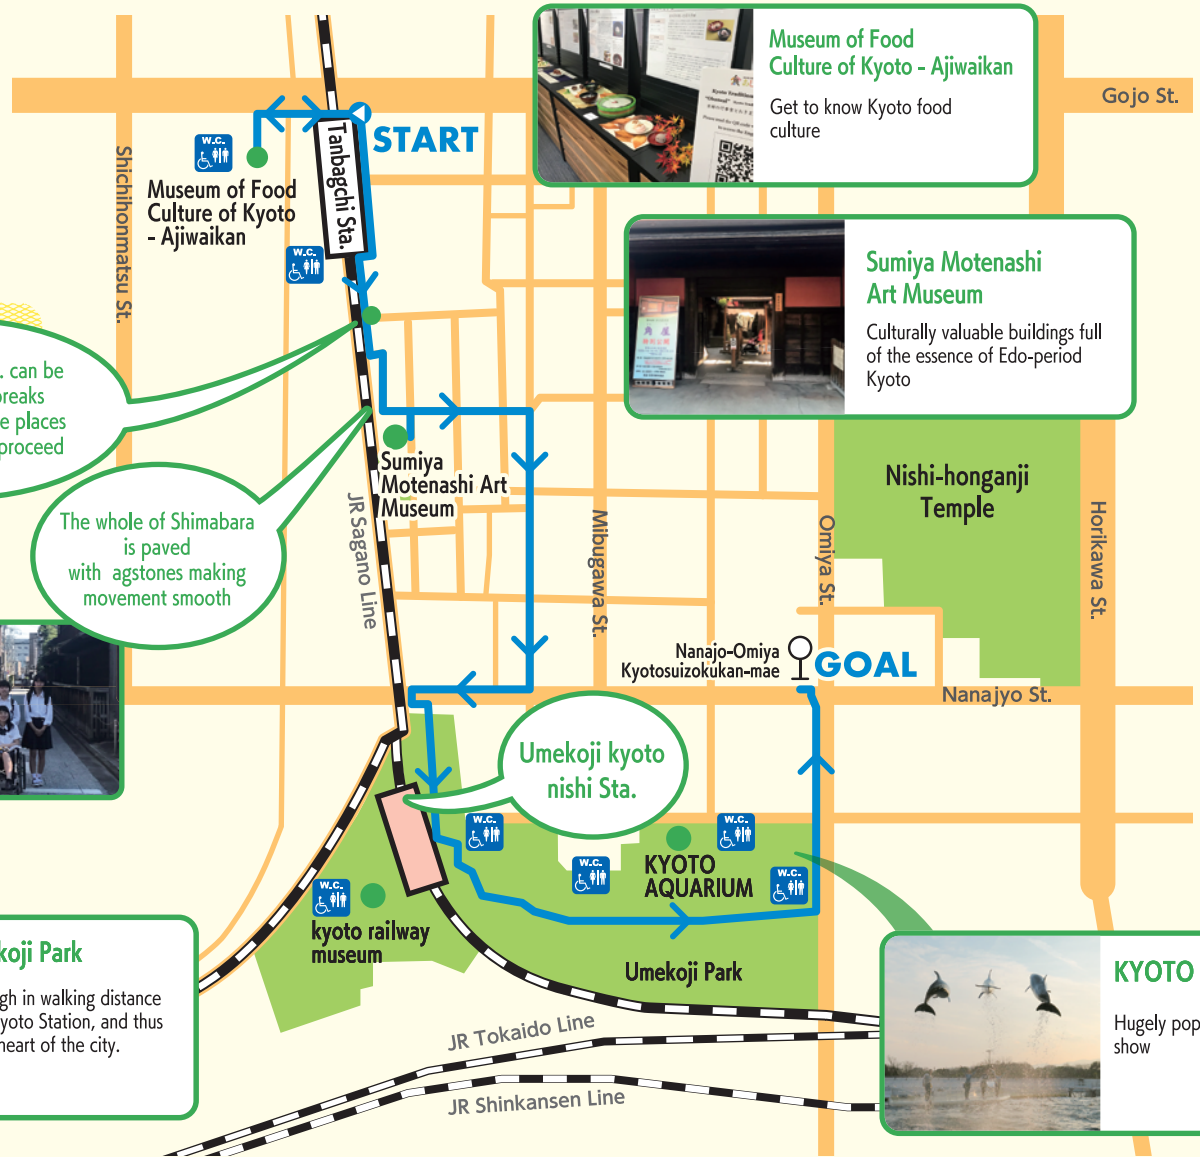 Museum of Food
Culture of Kyoto - Ajiwaikan
Get to know Kyoto food
culture
Gojo St.
START
Tanbagchi Sta.
W.C.
Museum of Food
Culture of Kyoto
- Ajiwaikan
W.C.
Shichihonmatsu St.
Sumiya Motenashi
Art Museum
Culturally valuable buildings full
of the essence of Edo-period
Kyoto
角屋
. can be
reaks
e places
proceed
Sumiya
Motenashi Art
Museum
The whole of Shimabara
is paved
with agstones making
movement smooth
JR Sagano Line
Mibugawa St.
Omiya St.
Horikawa St.
Nishi-honganji
Temple
Nanajo-Omiya
Kyotosuizokukan-mae
GOAL
Nanajyo St.
Umekoji kyoto
nishi Sta.
W.C.
W.C.
W.C.
W.C.
KYOTO
AQUARIUM
W.C.
kyoto railway
museum
Umekoji Park
koji Park
gh in walking distance
yoto Station, and thus
heart of the city.
JR Tokaido Line
JR Shinkansen Line
KYOTO
Hugely pop
show